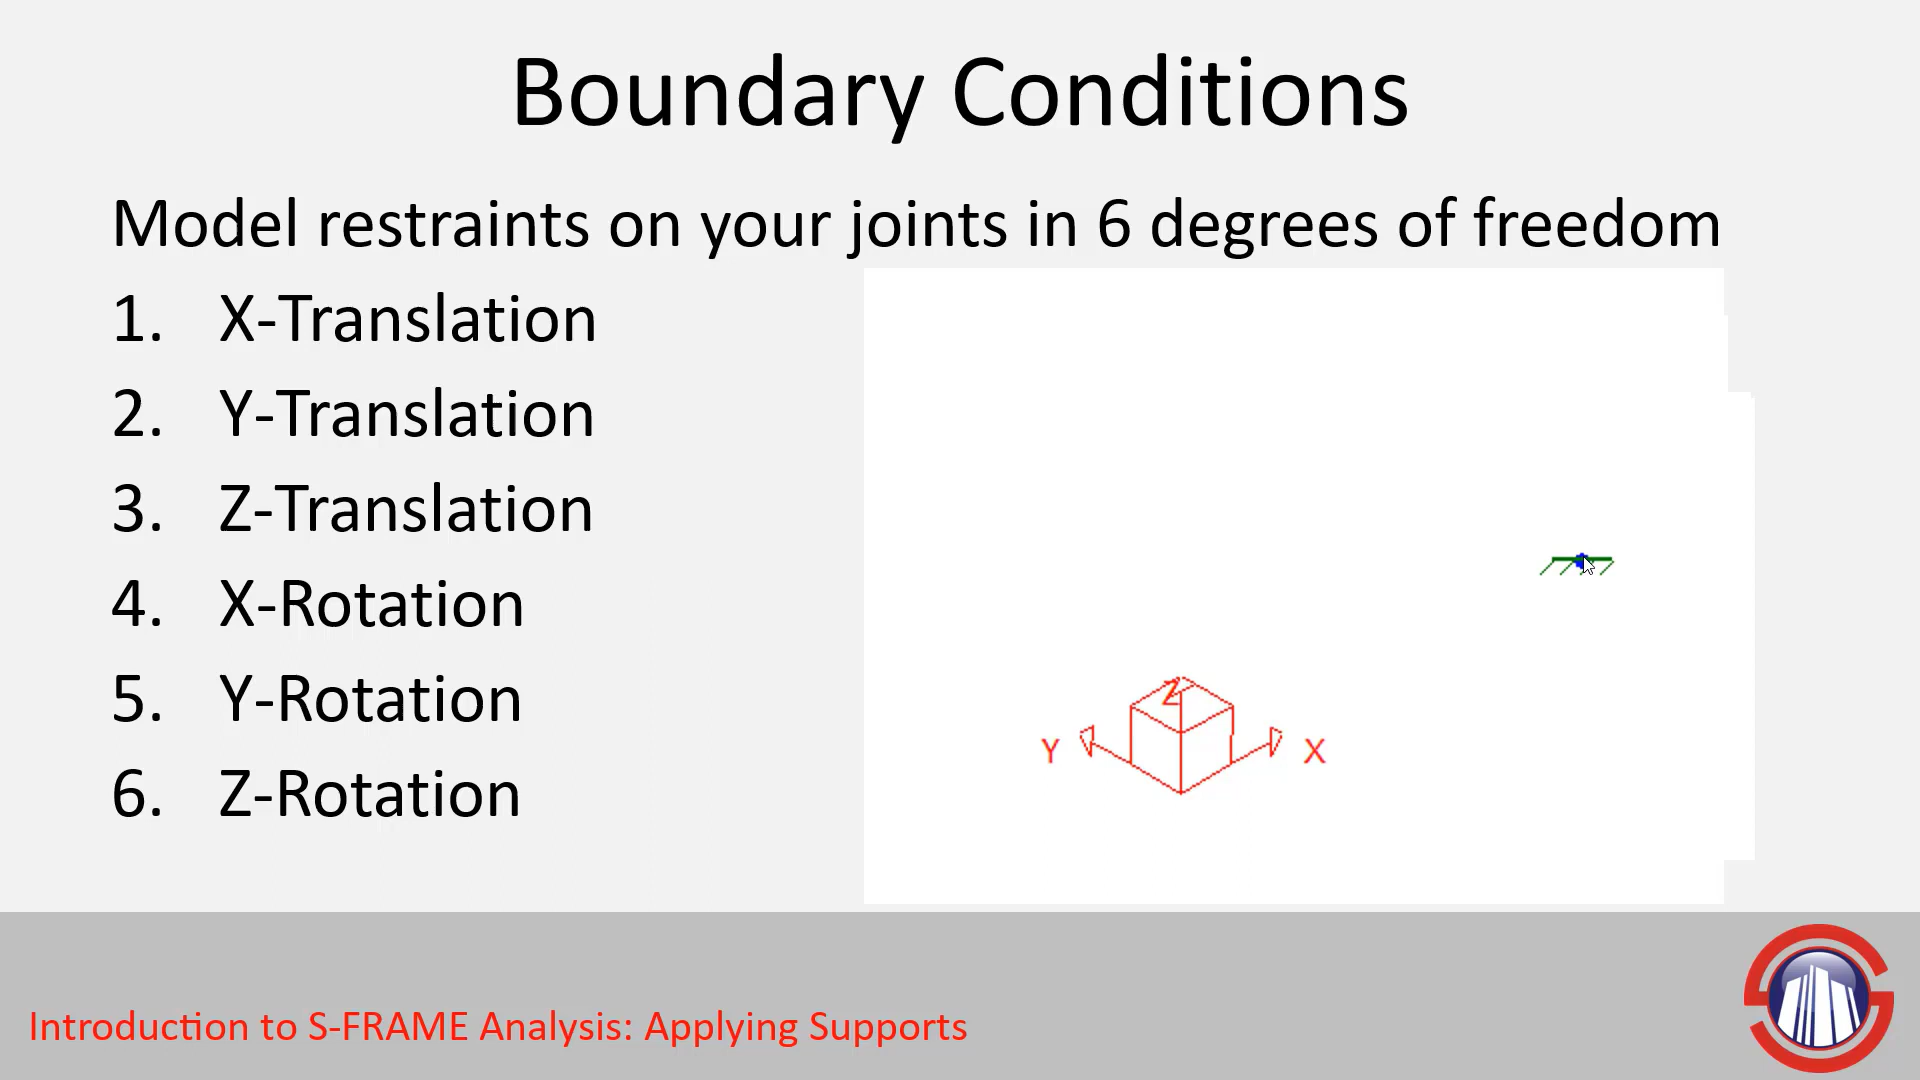 Boundary Conditions
Model restraints on your joints in 6 degrees of freedom
1. X-Translation
2. Y-Translation
3. Z-Translation
4. X-Rotation
5. Y-Rotation
6. Z-Rotation
Z
Y
X
Introduction to S-FRAME Analysis: Applying Supports